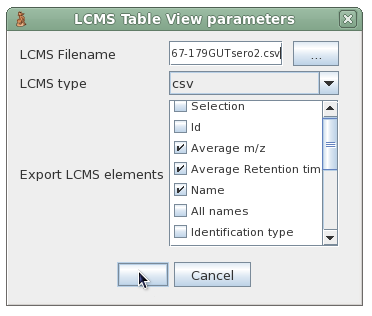 LCMS Table View parameters
LCMS Filename 67-179GUTsero2.csv ...
LCMS type csv
Selection
Id
Average m/z
Average Retention tim
Export LCMS elements
Name
All names
Identification type
Cancel